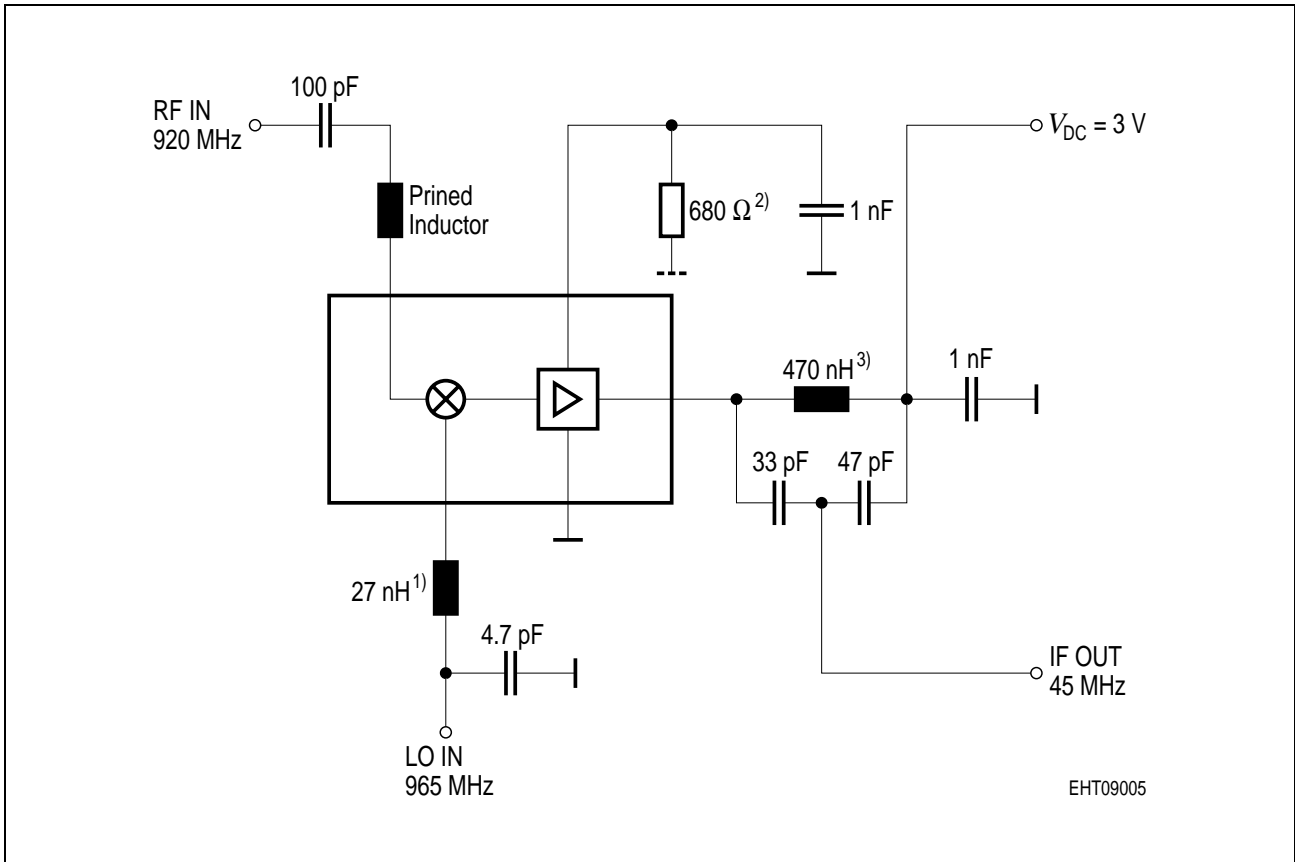 100 pF
RF IN
920 MHz
V_DC = 3 V
Prined
Inductor
680 Ω 2)
1 nF
470 nH 3)
1 nF
33 pF
47 pF
27 nH 1)
4.7 pF
IF OUT
45 MHz
LO IN
965 MHz
EHT09005